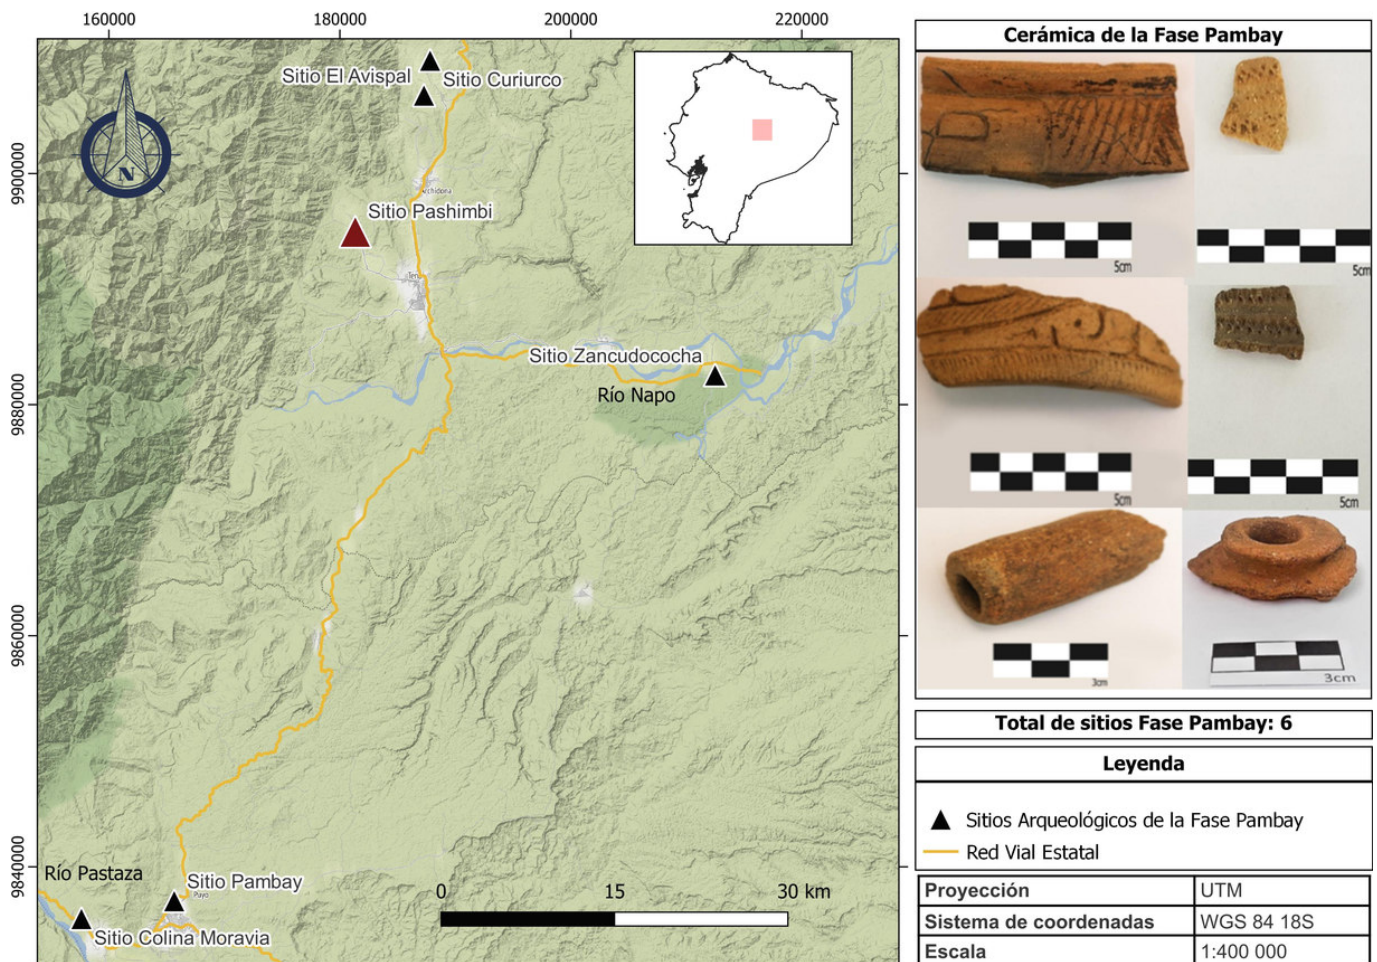 160000
180000
200000
220000
9900000
9880000
9860000
9840000
Sitio El Avispal
Sitio Curiurco
N
Archidona
Sitio Pashimbi
Tena
Sitio Zancudococha
Río Napo
Río Pastaza
Sitio Pambay
Puyo
Sitio Colina Moravia
0 15 30 km
Cerámica de la Fase Pambay
5cm
5cm
5cm
5cm
3cm
3cm
Total de sitios Fase Pambay: 6
Leyenda
Sitios Arqueológicos de la Fase Pambay
Red Vial Estatal
Proyección UTM
Sistema de coordenadas WGS 84 18S
Escala 1:400 000